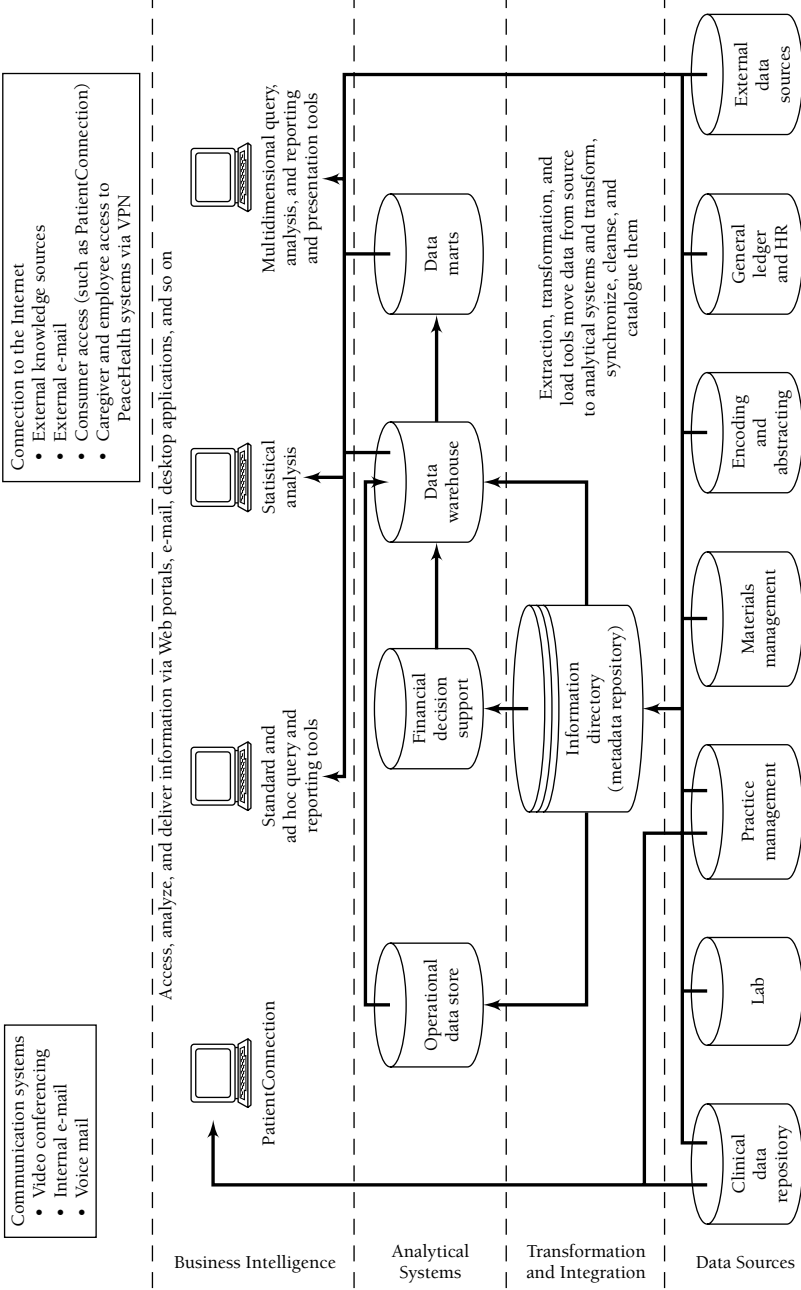 Communication systems
• Video conferencing
• Internal e-mail
• Voice mail
Connection to the Internet
• External knowledge sources
• External e-mail
• Consumer access (such as PatientConnection)
• Caregiver and employee access to
PeaceHealth systems via VPN
Access, analyze, and deliver information via Web portals, e-mail, desktop applications, and so on
Business Intelligence
PatientConnection
Standard and
ad hoc query and
reporting tools
Statistical
analysis
Multidimensional query,
analysis, and reporting
and presentation tools
Analytical
Systems
Operational
data store
Financial
decision
support
Data
warehouse
Data
marts
Transformation
and Integration
Information
directory
(metadata repository)
Extraction, transformation, and
load tools move data from source
to analytical systems and transform,
synchronize, cleanse, and
catalogue them
Data Sources
Clinical
data
repository
Lab
Practice
management
Materials
management
Encoding
and
abstracting
General
ledger
and HR
External
data
sources